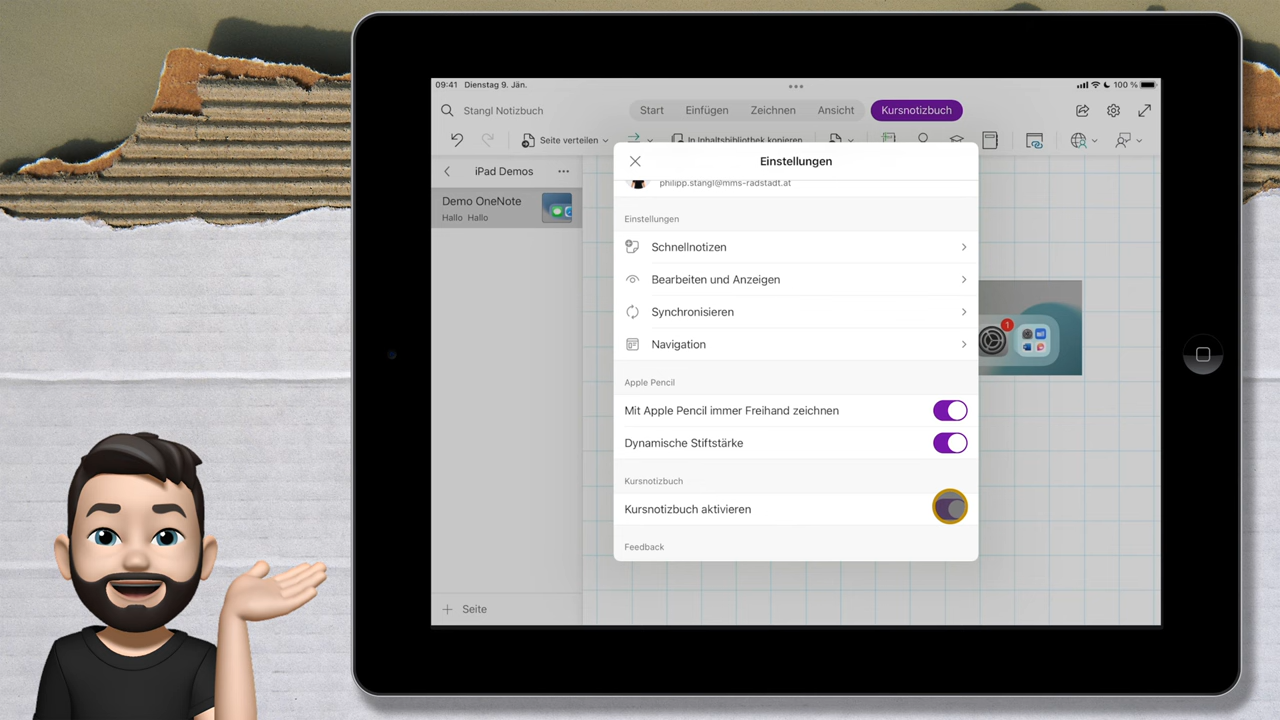 09:41 Dienstag 9. Jän.
100 %
Stangl Notizbuch
Start Einfügen Zeichnen Ansicht Kursnotizbuch
Seite verteilen
In Inhaltsbibliothek kopieren
iPad Demos
Demo OneNote
Hallo Hallo
Einstellungen
philipp.stangl@mms-radstadt.at
Einstellungen
Schnellnotizen
Bearbeiten und Anzeigen
Synchronisieren
Navigation
1
Apple Pencil
Mit Apple Pencil immer Freihand zeichnen
Dynamische Stiftstärke
Kursnotizbuch
Kursnotizbuch aktivieren
Feedback
Seite